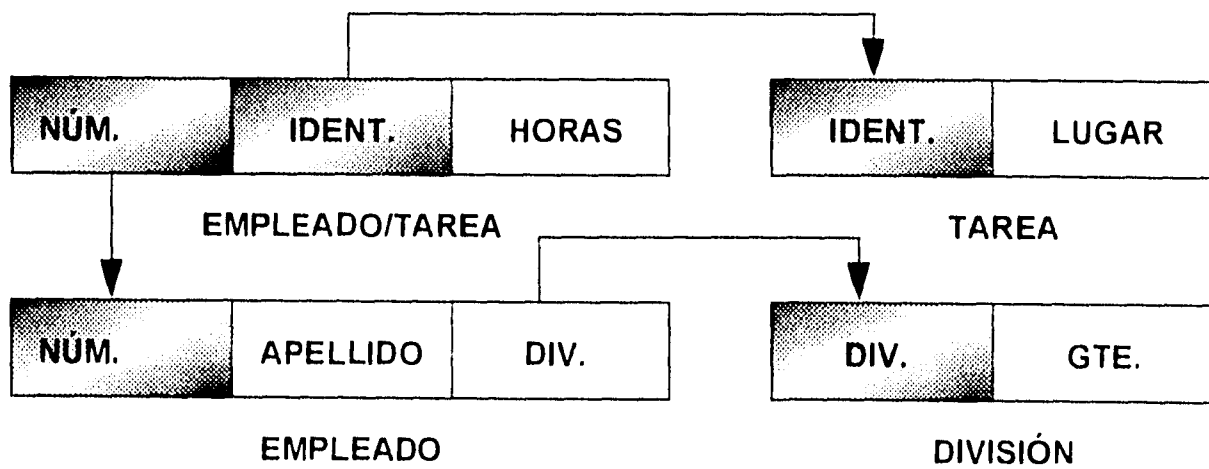 NÚM. IDENT. HORAS IDENT. LUGAR
EMPLEADO/TAREA TAREA
NÚM. APELLIDO DIV. DIV. GTE.
EMPLEADO DIVISIÓN